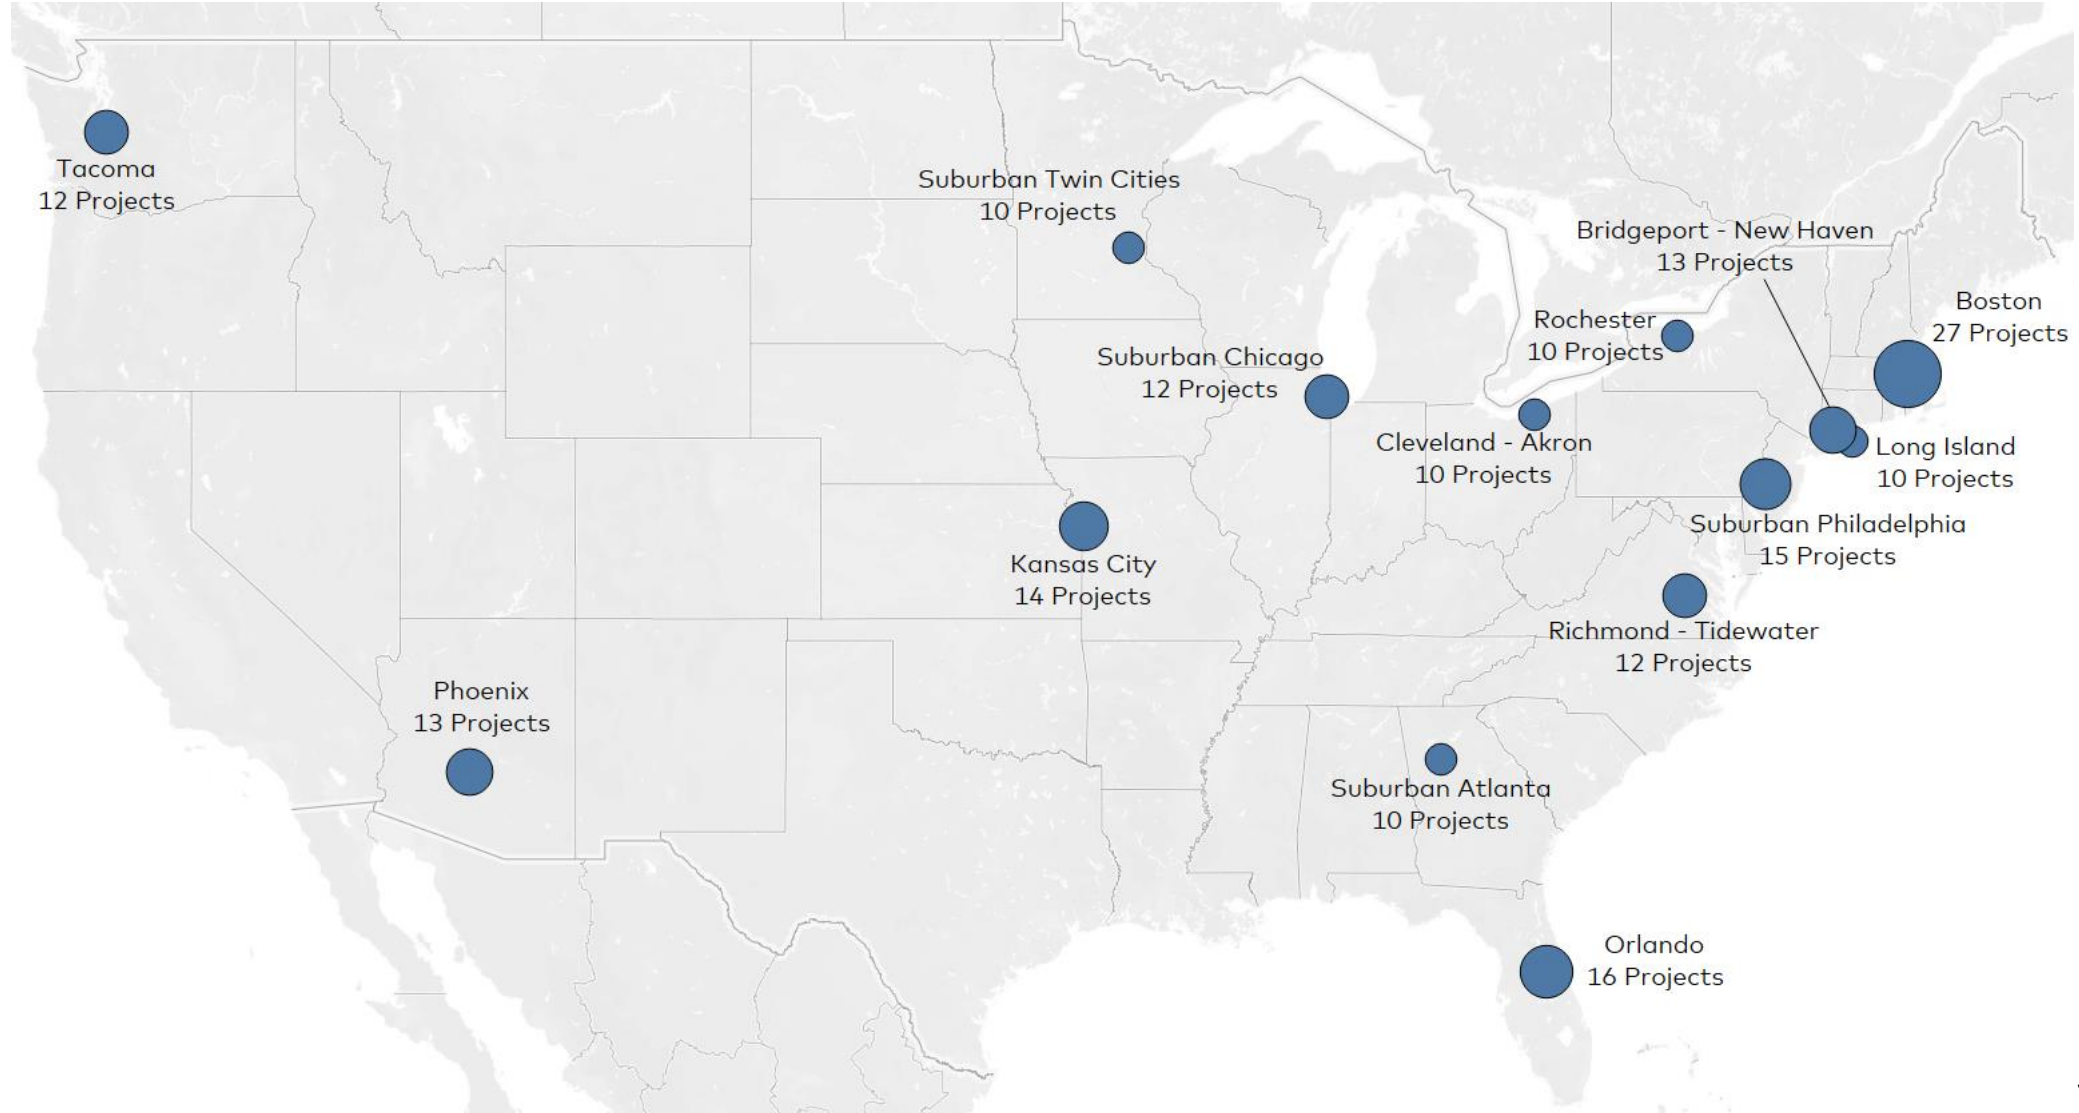 Tacoma
12 Projects
Suburban Twin Cities
10 Projects
Bridgeport - New Haven
13 Projects
Boston
27 Projects
Rochester
10 Projects
Suburban Chicago
12 Projects
Cleveland - Akron
10 Projects
Long Island
10 Projects
Suburban Philadelphia
15 Projects
Kansas City
14 Projects
Richmond - Tidewater
12 Projects
Phoenix
13 Projects
Suburban Atlanta
10 Projects
Orlando
16 Projects